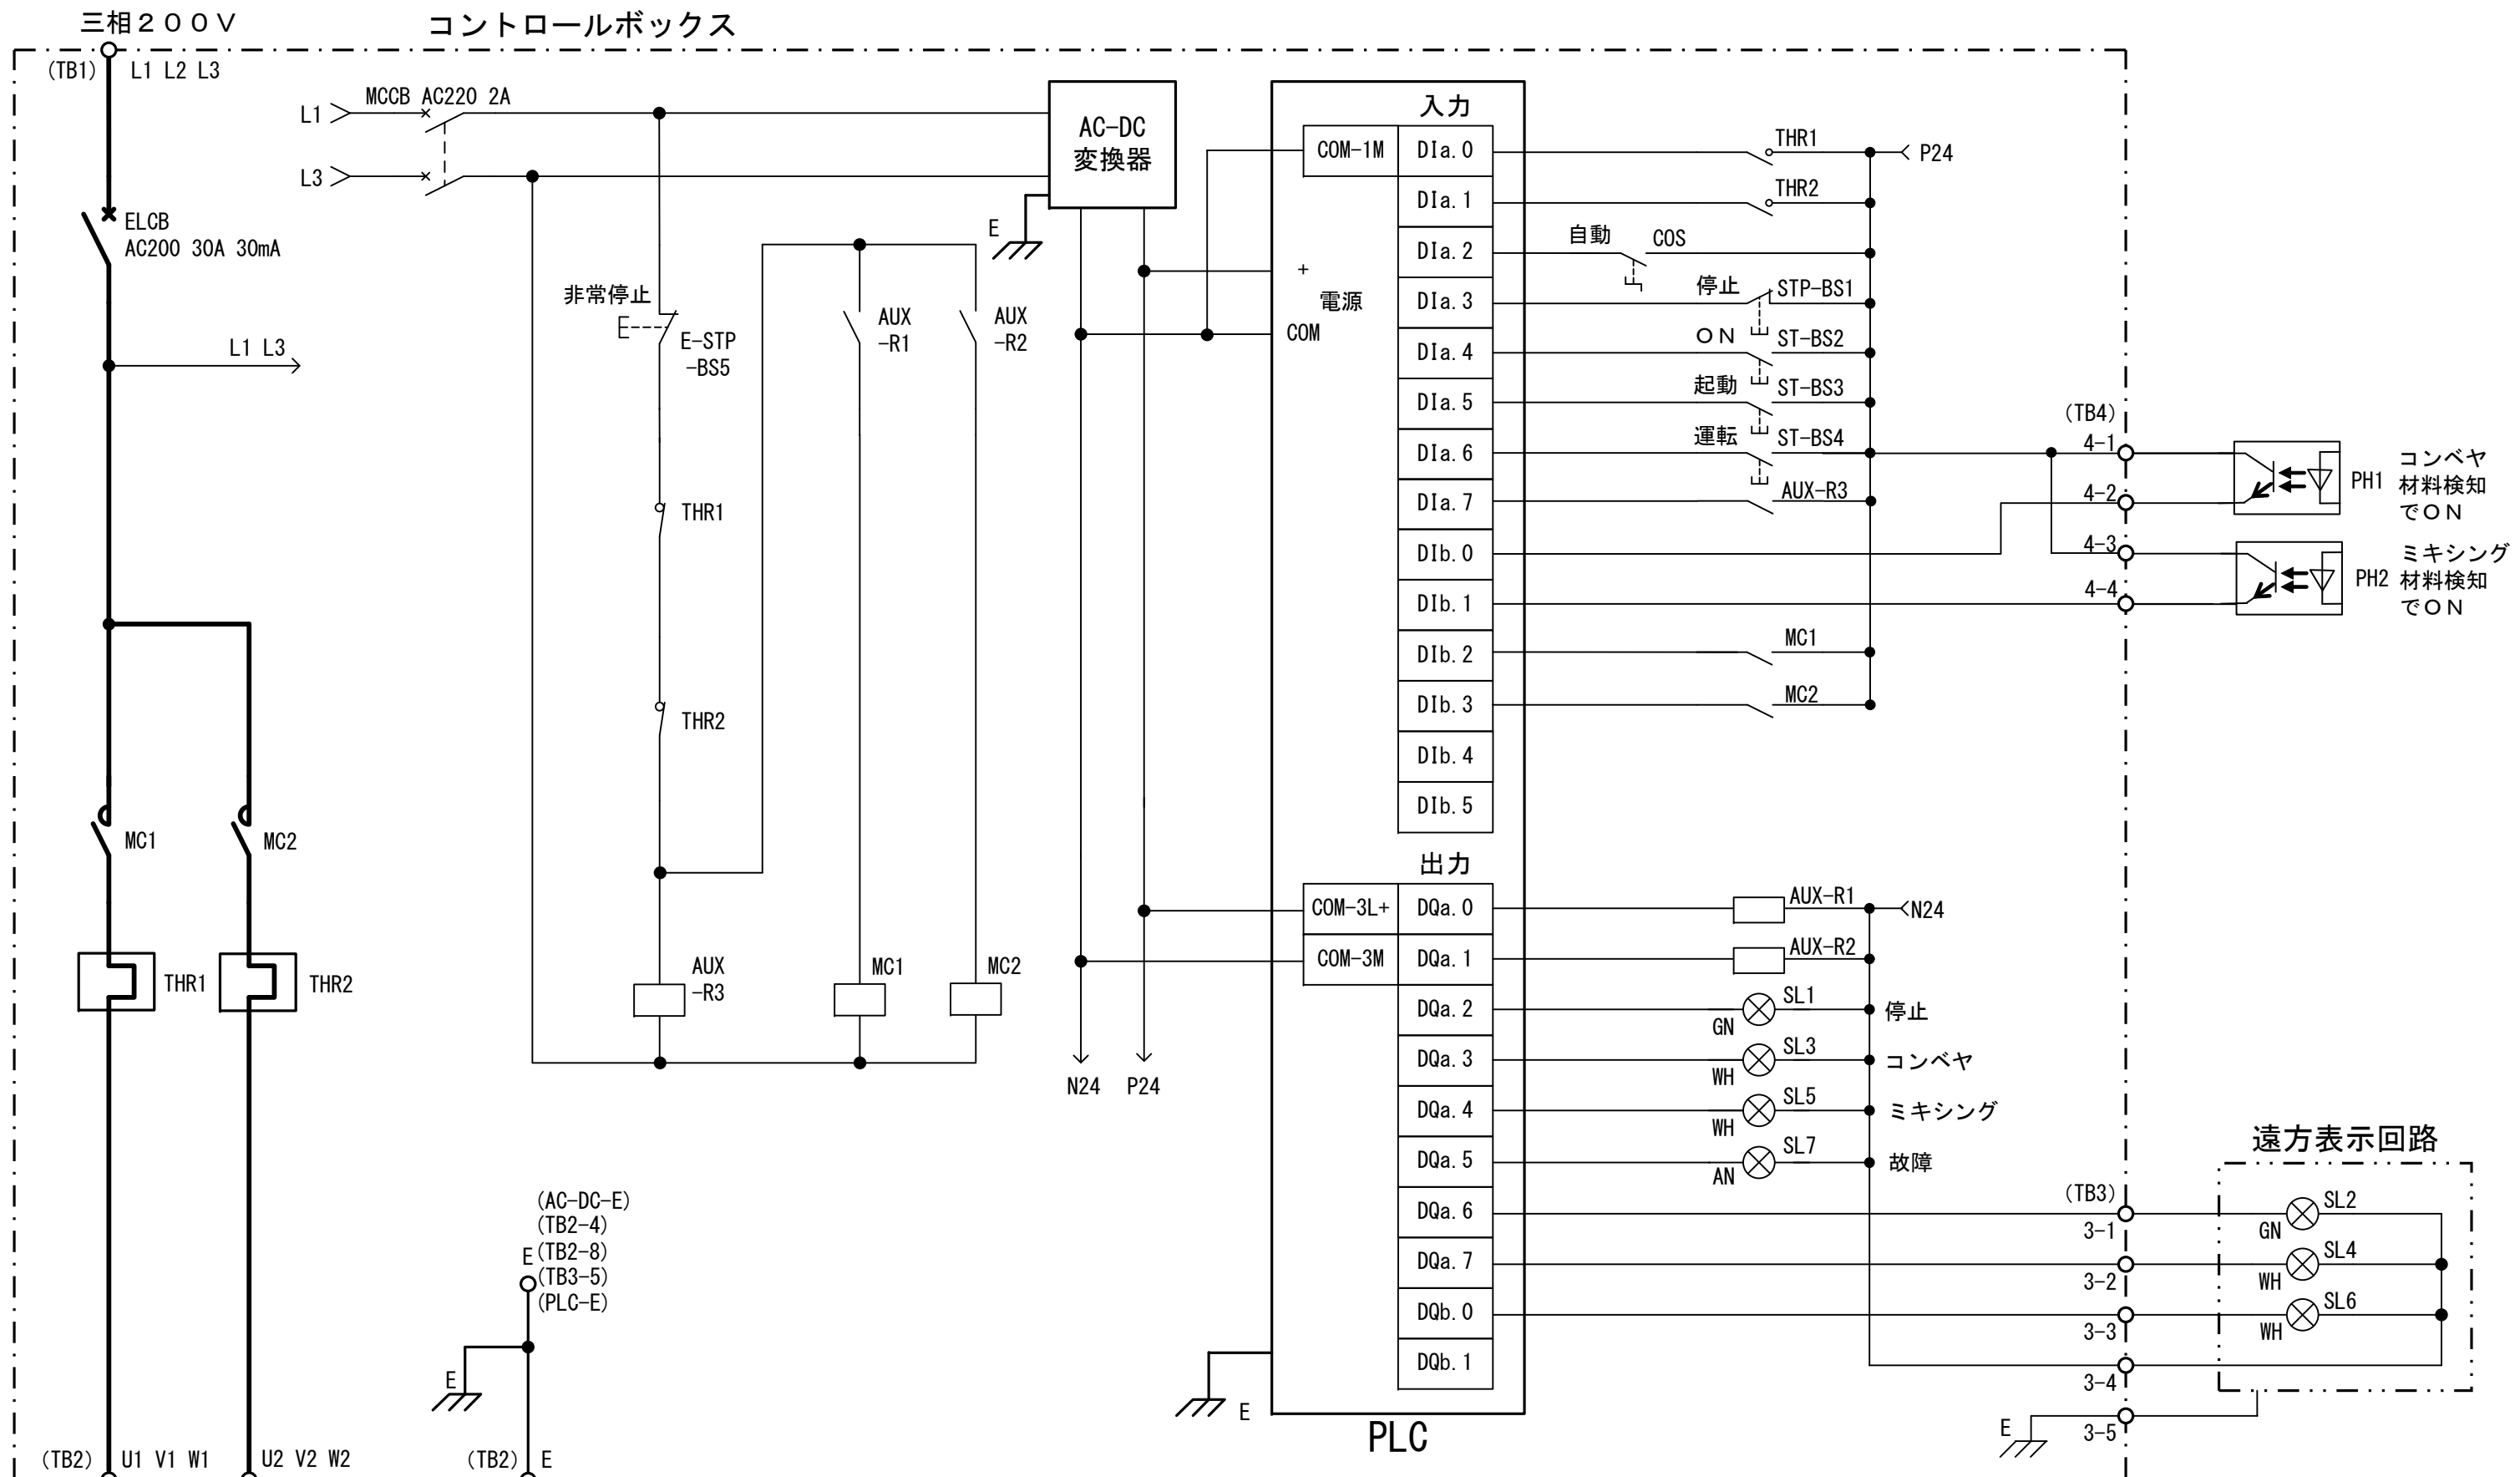 三相２００Ｖ
コントロールボックス
(TB1)
L1 L2 L3
L1
MCCB AC220 2A
L3
ELCB
AC200 30A 30mA
L1 L3
MC1
MC2
THR1
THR2
(TB2)
U1 V1 W1
U2 V2 W2
非常停止
E-STP
-BS5
THR1
THR2
AUX
-R1
AUX
-R2
AUX
-R3
MC1
MC2
AC-DC
変換器
E
N24
P24
(AC-DC-E)
(TB2-4)
E
(TB2-8)
(TB3-5)
(PLC-E)
E
(TB2)
E
入力
COM-1M
DIa.0
DIa.1
DIa.2
DIa.3
DIa.4
DIa.5
DIa.6
DIa.7
DIb.0
DIb.1
DIb.2
DIb.3
DIb.4
DIb.5
+
電源
COM
出力
COM-3L+
DQa.0
COM-3M
DQa.1
DQa.2
DQa.3
DQa.4
DQa.5
DQa.6
DQa.7
DQb.0
DQb.1
E
PLC
THR1
P24
THR2
自動
COS
停止
STP-BS1
ＯＮ
ST-BS2
起動
ST-BS3
運転
ST-BS4
AUX-R3
MC1
MC2
(TB4)
4-1
4-2
4-3
4-4
PH1
コンベヤ
材料検知
でＯＮ
PH2
ミキシング
材料検知
でＯＮ
AUX-R1
N24
AUX-R2
SL1
GN
停止
SL3
WH
コンベヤ
SL5
WH
ミキシング
SL7
AN
故障
遠方表示回路
(TB3)
3-1
3-2
3-3
3-4
3-5
E
SL2
GN
SL4
WH
SL6
WH